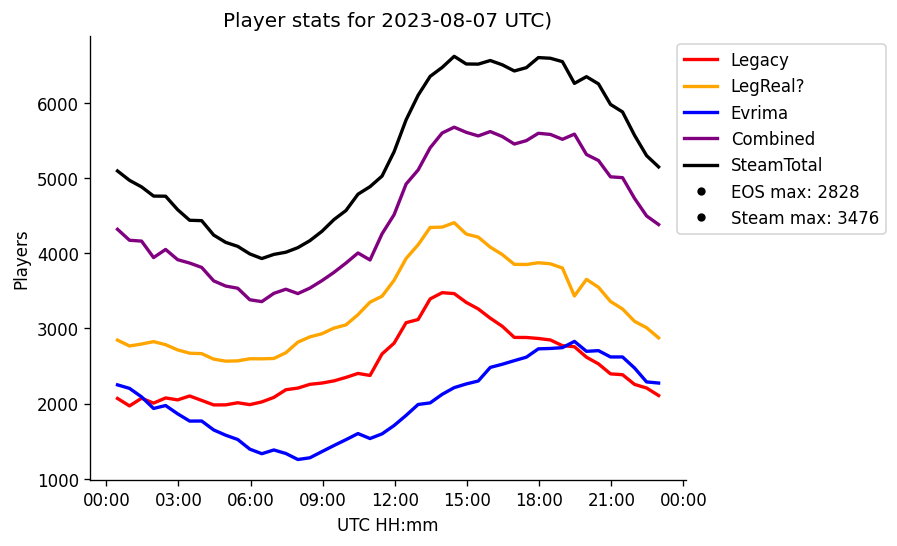 Player stats for 2023-08-07 UTC)
Legacy
LegReal?
Evrima
Combined
SteamTotal
EOS max: 2828
Steam max: 3476
Players
6000
5000
4000
3000
2000
1000
00:00 03:00 06:00 09:00 12:00 15:00 18:00 21:00 00:00
UTC HH:mm